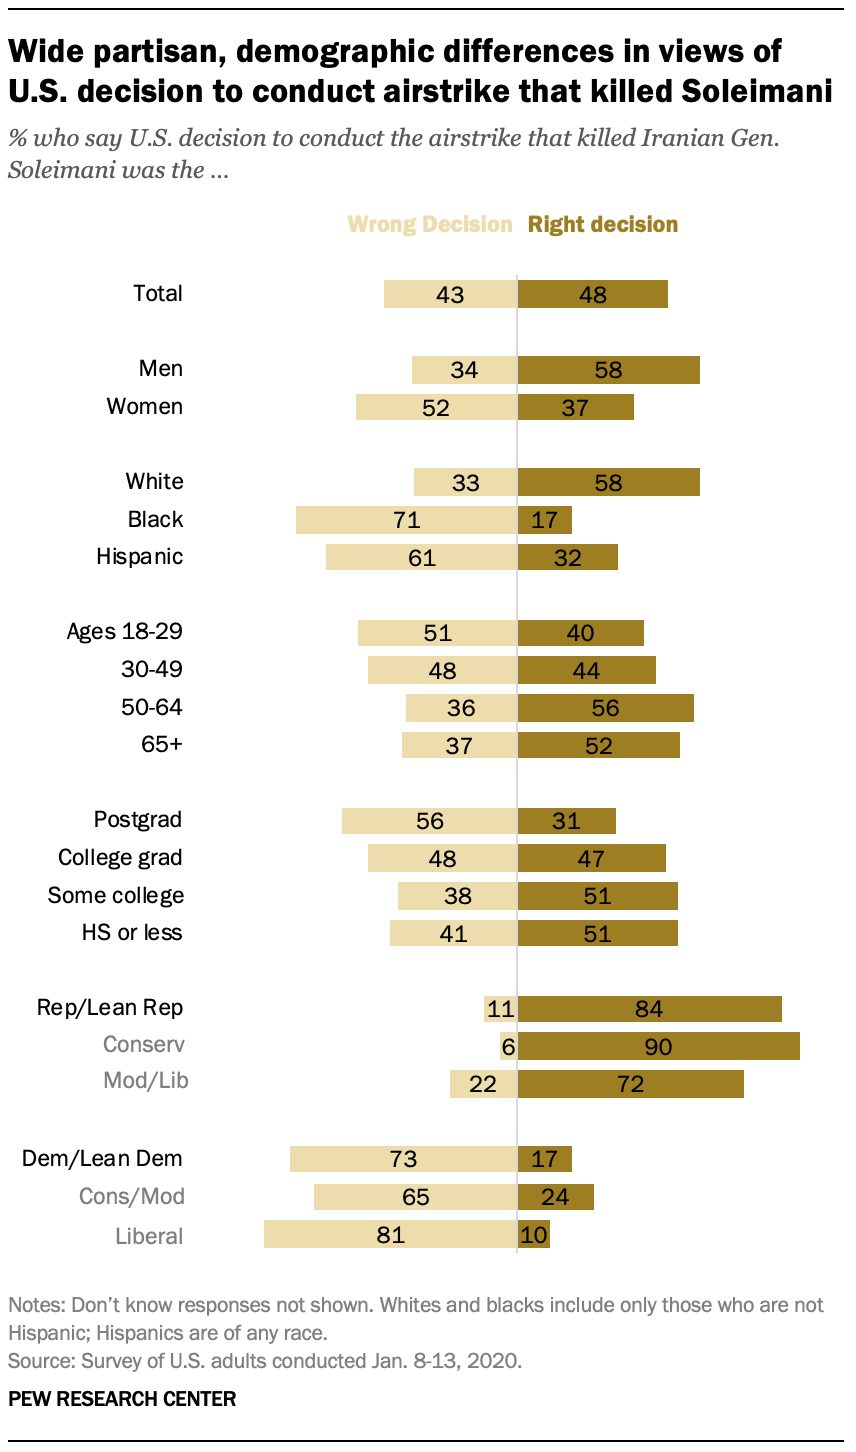 Wide partisan, demographic differences in views of
U.S. decision to conduct airstrike that killed Soleimani
% who say U.S. decision to conduct the airstrike that killed Iranian Gen.
Soleimani was the ...
Wrong Decision Right decision
Total 43 48
Men 34 58
Women 52 37
White 33 58
Black 71 17
Hispanic 61 32
Ages 18-29 51 40
30-49 48 44
50-64 36 56
65+ 37 52
Postgrad 56 31
College grad 48 47
Some college 38 51
HS or less 41 51
Rep/Lean Rep 11 84
Conserv 6 90
Mod/Lib 22 72
Dem/Lean Dem 73 17
Cons/Mod 65 24
Liberal 81 10
Notes: Don’t know responses not shown. Whites and blacks include only those who are not
Hispanic; Hispanics are of any race.
Source: Survey of U.S. adults conducted Jan. 8-13, 2020.
PEW RESEARCH CENTER